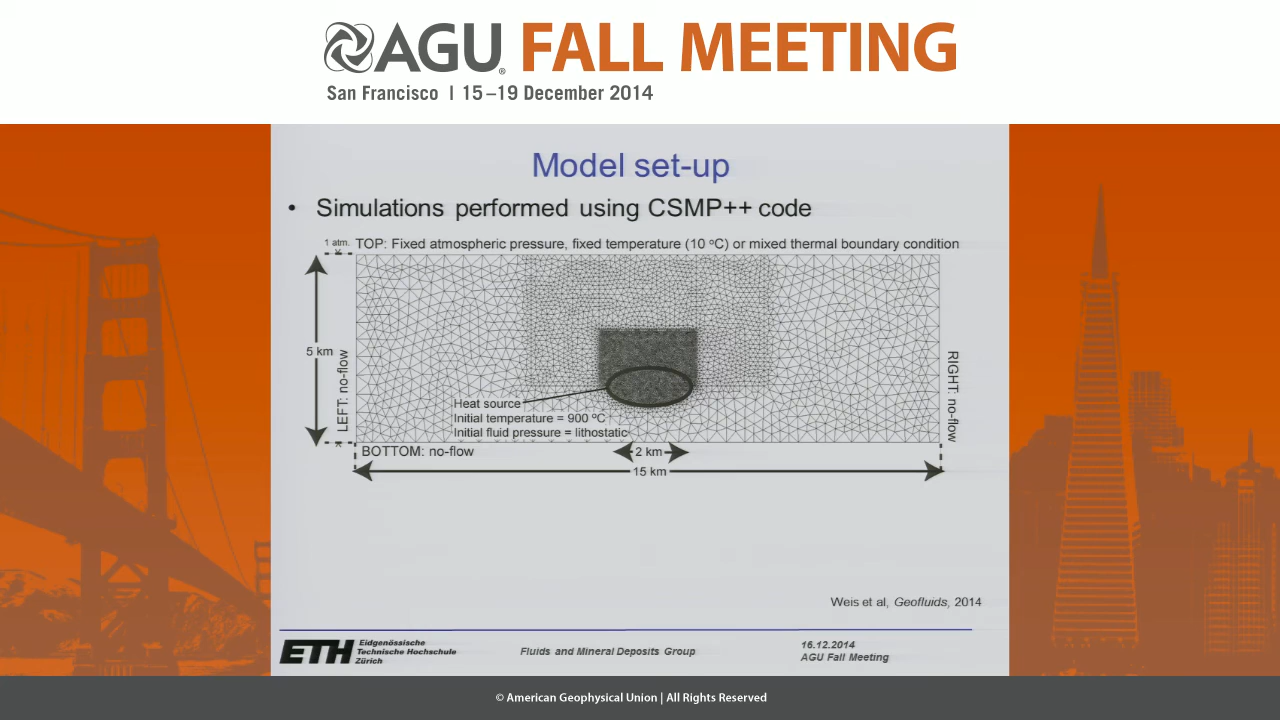 AGU® FALL MEETING
San Francisco | 15–19 December 2014
Model set-up
• Simulations performed using CSMP++ code
1 atm. TOP: Fixed atmospheric pressure, fixed temperature (10 ºC) or mixed thermal boundary condition
5 km
LEFT: no-flow
RIGHT: no-flow
Heat source
Initial temperature = 900 ºC
Initial fluid pressure = lithostatic
BOTTOM: no-flow
2 km
15 km
Weis et al, Geofluids, 2014
ETH Eidgenössische
Technische Hochschule
Zürich
Fluids and Mineral Deposits Group
16.12.2014
AGU Fall Meeting
© American Geophysical Union | All Rights Reserved